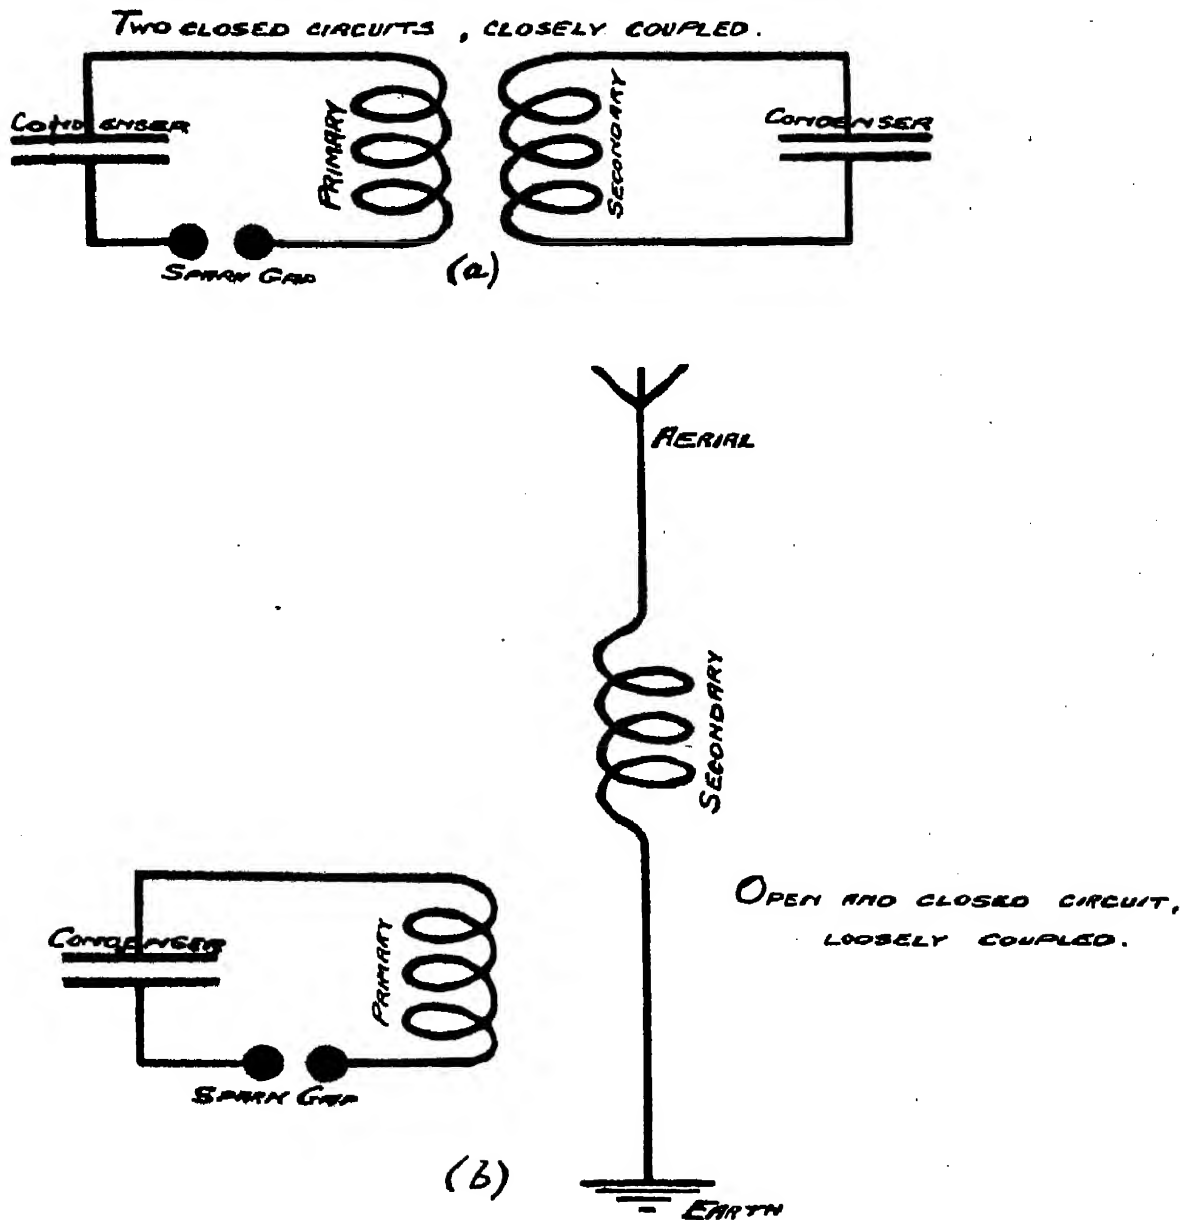 TWO CLOSED CIRCUITS, CLOSELY COUPLED.
CONDENSER
PRIMARY
SECONDARY
CONDENSER
SPARK GAP
(a)
AERIAL
SECONDARY
OPEN AND CLOSED CIRCUIT,
LOOSELY COUPLED.
CONDENSER
PRIMARY
SPARK GAP
(b)
EARTH